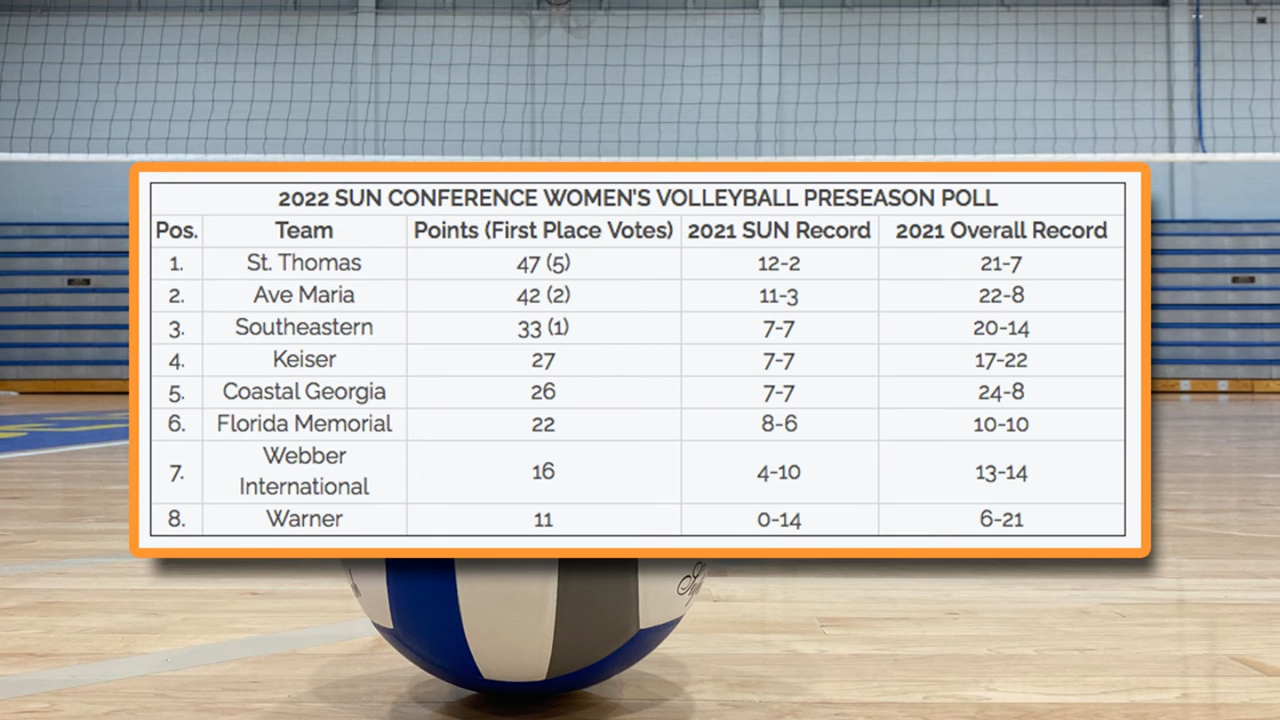 2022 SUN CONFERENCE WOMEN'S VOLLEYBALL PRESEASON POLL
Pos. Team Points (First Place Votes) 2021 SUN Record 2021 Overall Record
1. St. Thomas 47 (5) 12-2 21-7
2. Ave Maria 42 (2) 11-3 22-8
3. Southeastern 33 (1) 7-7 20-14
4. Keiser 27 7-7 17-22
5. Coastal Georgia 26 7-7 24-8
6. Florida Memorial 22 8-6 10-10
7. Webber International 16 4-10 13-14
8. Warner 11 0-14 6-21